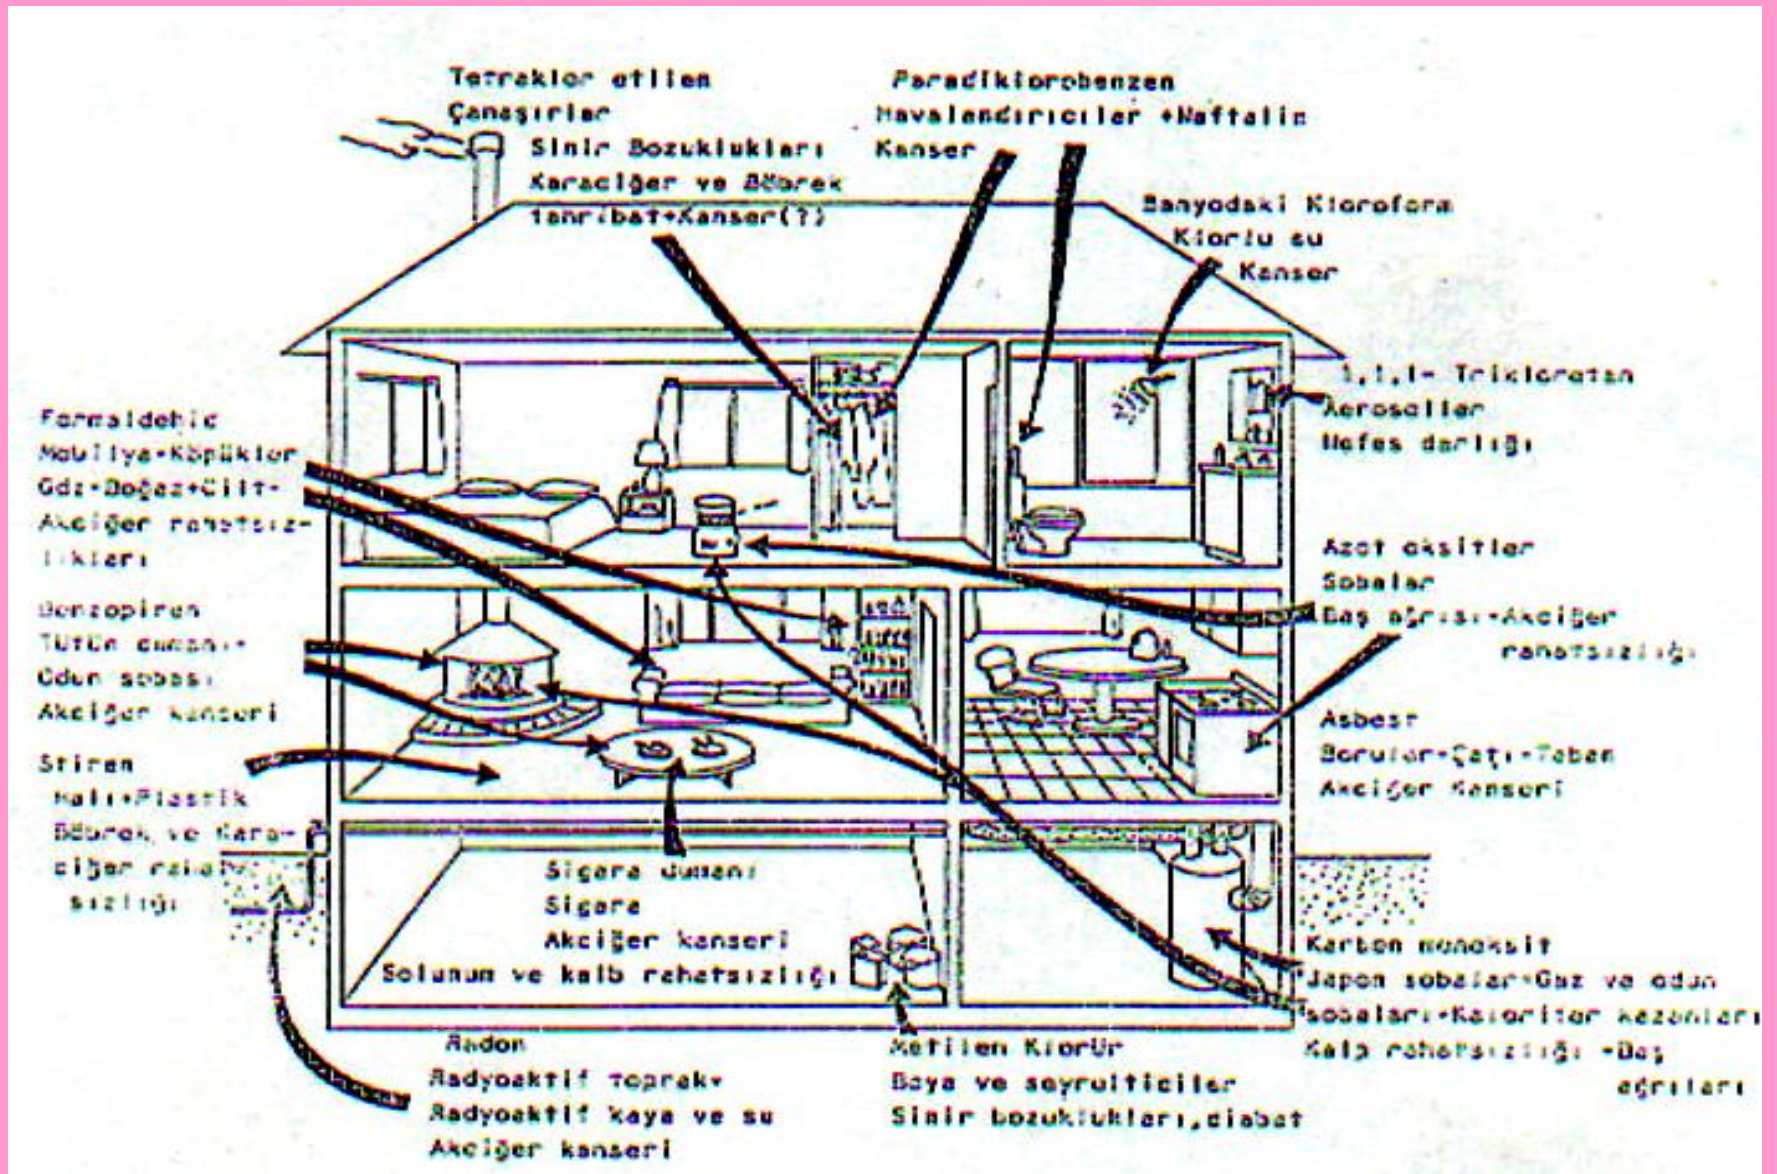 Tetraklor etilen
Çamaşırlar
Sinir Bozuklukları
Karaciğer ve Böbrek
tahribat+Kanser(?)
Paradiklorobenzen
Havalandırıcılar +Naftalin
Kanser
Banyodaki Kloroform
Klorlu su
Kanser
1,1,1- Trikloretan
Aerosoller
Nefes darlığı
Formaldehid
Mobilya+Köpükler
Göz+Boğaz+Cilt+
Akciğer rahatsız-
lıkları
Azot oksitler
Sobalar
Baş ağrısı+Akciğer
rahatsızlığı
Benzopiren
Tütün dumanı+
Odun sobası
Akciğer kanseri
Asbest
Borular+Çatı+Taban
Akciğer Kanseri
Stiren
Halı+Plastik
Böbrek ve Kara-
ciğer rahat-
sızlığı
Sigara dumanı
Sigara
Akciğer kanseri
Solunum ve kalb rahatsızlığı
Karbon monoksit
Japon sobalar+Gaz ve odun
sobaları+Kalorifer kazanları
Kalp rahatsızlığı +Baş
ağrıları
Radon
Radyoaktif Toprak+
Radyoaktif kaya ve su
Akciğer kanseri
Metilen Klorür
Boya ve sıyrılticiler
Sinir bozuklukları,diabet